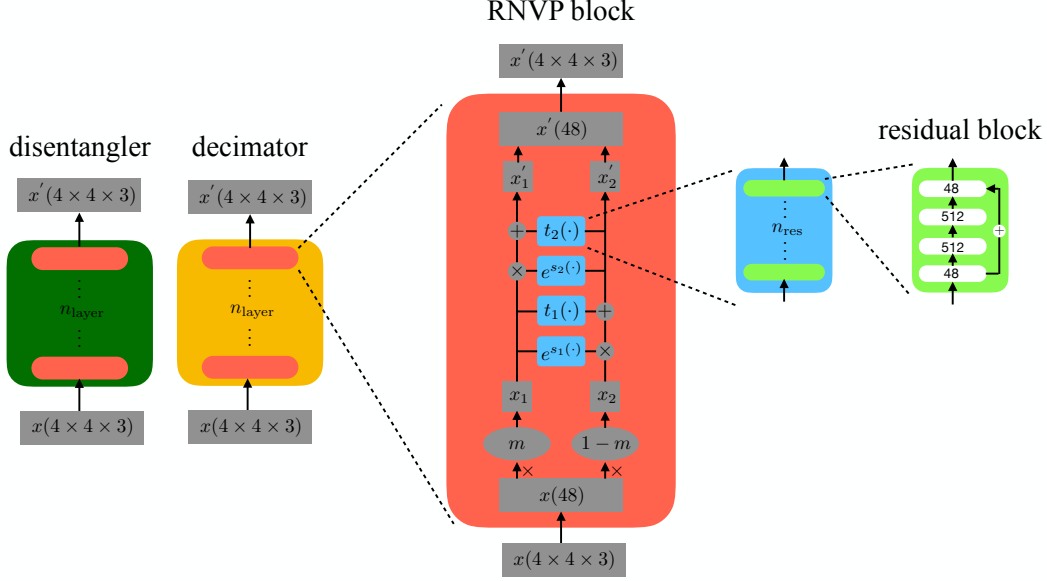 RNVP block
x′(4 × 4 × 3)
x′(48)
x′₁
x′₂
+
t₂(·)
×
e^{s₂(·)}
t₁(·)
+
e^{s₁(·)}
×
x₁
x₂
m
1 − m
×
×
x(48)
x(4 × 4 × 3)
disentangler
x′(4 × 4 × 3)
n_layer
x(4 × 4 × 3)
decimator
x′(4 × 4 × 3)
n_layer
x(4 × 4 × 3)
n_res
residual block
48
512
+
512
48